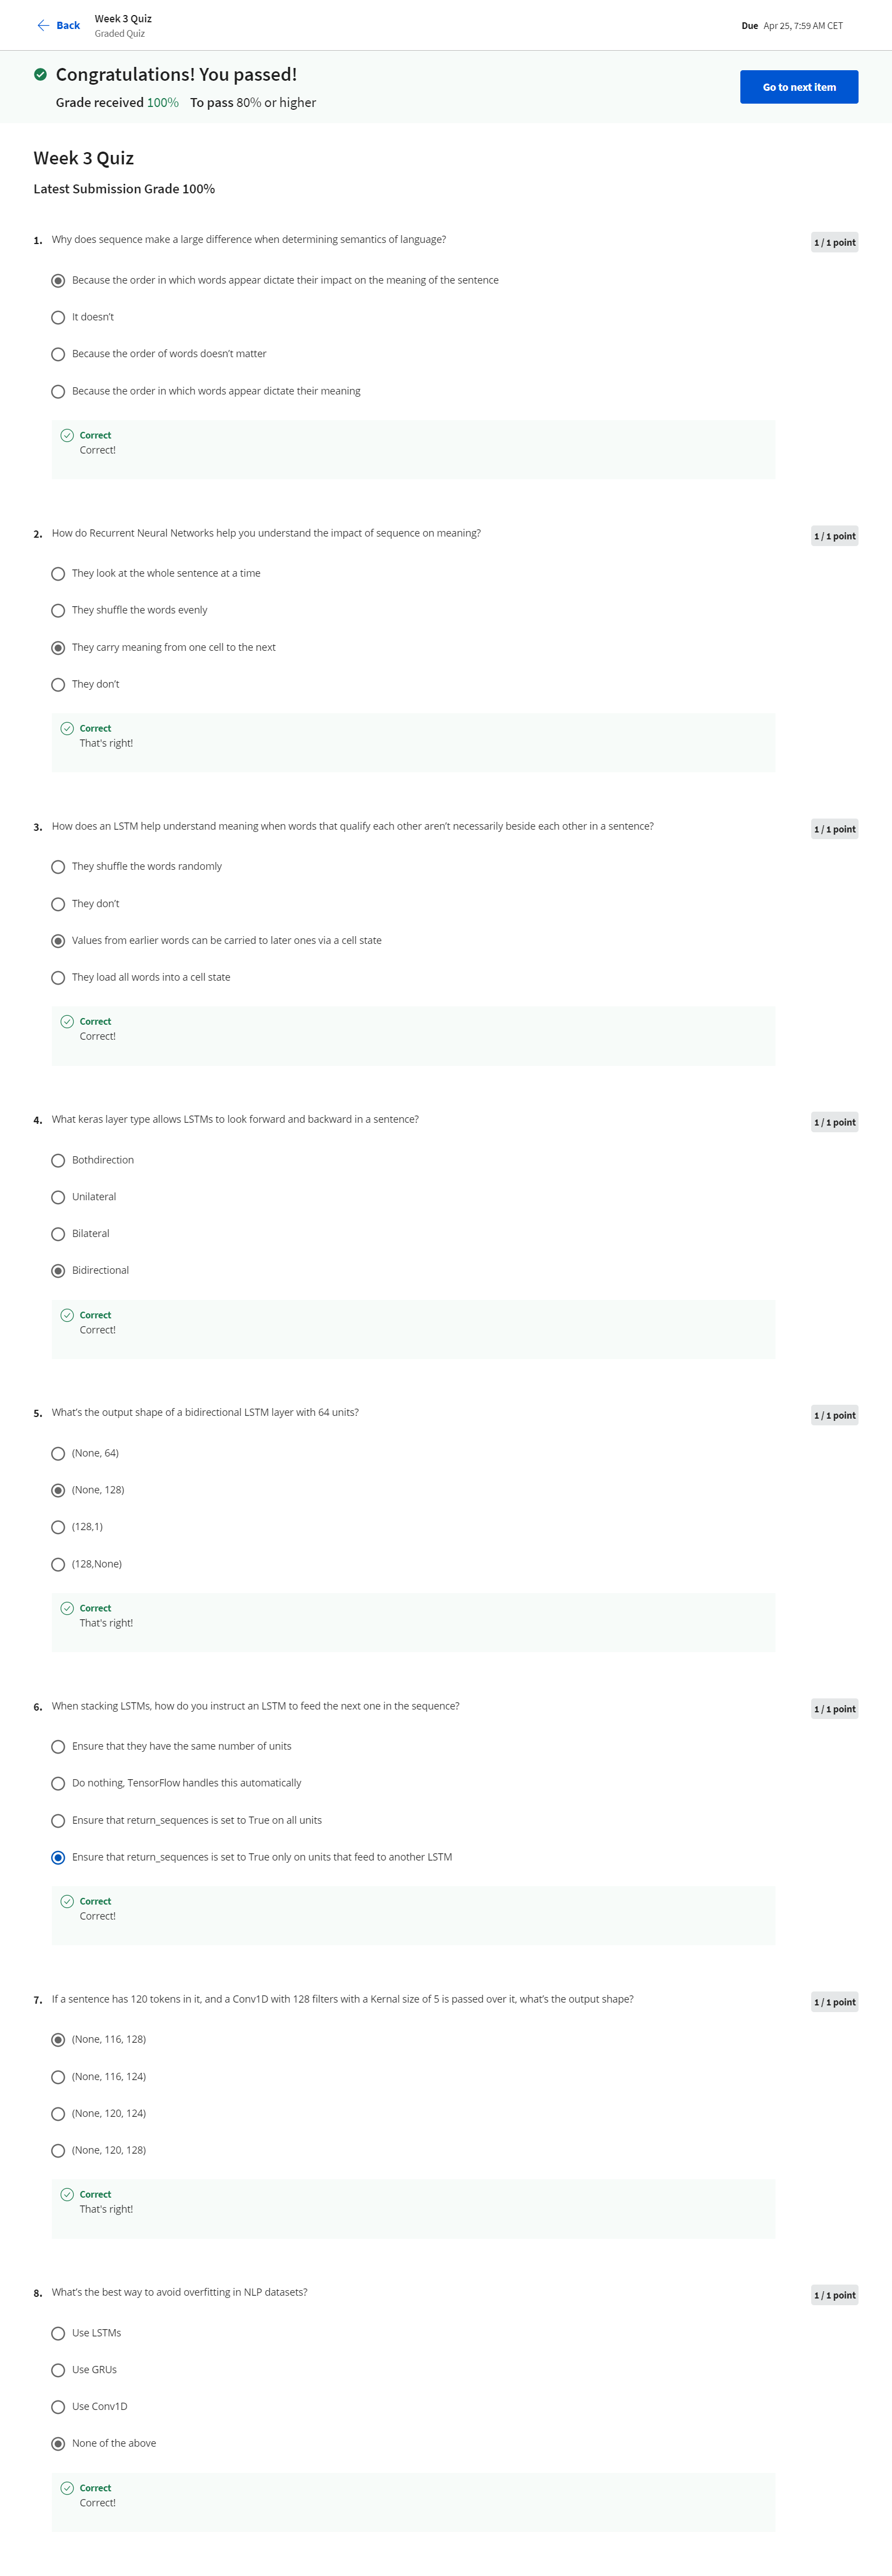 Back
Week 3 Quiz
Graded Quiz
Due Apr 25, 7:59 AM CET
Congratulations! You passed!
Grade received 100% To pass 80% or higher
Go to next item
Week 3 Quiz
Latest Submission Grade 100%
1. Why does sequence make a large difference when determining semantics of language?
1 / 1 point
Because the order in which words appear dictate their impact on the meaning of the sentence
It doesn't
Because the order of words doesn't matter
Because the order in which words appear dictate their meaning
Correct
Correct!
2. How do Recurrent Neural Networks help you understand the impact of sequence on meaning?
1 / 1 point
They look at the whole sentence at a time
They shuffle the words evenly
They carry meaning from one cell to the next
They don't
Correct
That's right!
3. How does an LSTM help understand meaning when words that qualify each other aren't necessarily beside each other in a sentence?
1 / 1 point
They shuffle the words randomly
They don't
Values from earlier words can be carried to later ones via a cell state
They load all words into a cell state
Correct
Correct!
4. What keras layer type allows LSTMs to look forward and backward in a sentence?
1 / 1 point
Bothdirection
Unilateral
Bilateral
Bidirectional
Correct
Correct!
5. What's the output shape of a bidirectional LSTM layer with 64 units?
1 / 1 point
(None, 64)
(None, 128)
(128,1)
(128,None)
Correct
That's right!
6. When stacking LSTMs, how do you instruct an LSTM to feed the next one in the sequence?
1 / 1 point
Ensure that they have the same number of units
Do nothing, TensorFlow handles this automatically
Ensure that return_sequences is set to True on all units
Ensure that return_sequences is set to True only on units that feed to another LSTM
Correct
Correct!
7. If a sentence has 120 tokens in it, and a Conv1D with 128 filters with a Kernal size of 5 is passed over it, what's the output shape?
1 / 1 point
(None, 116, 128)
(None, 116, 124)
(None, 120, 124)
(None, 120, 128)
Correct
That's right!
8. What's the best way to avoid overfitting in NLP datasets?
1 / 1 point
Use LSTMs
Use GRUs
Use Conv1D
None of the above
Correct
Correct!